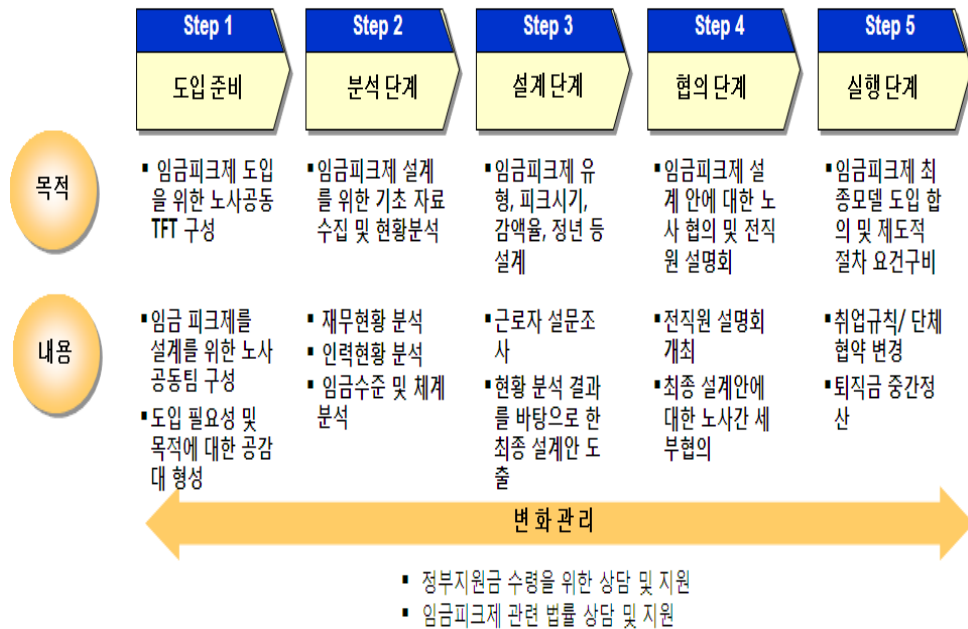 Step 1
Step 2
Step 3
Step 4
Step 5
도입 준비
분석 단계
설계 단계
협의 단계
실행 단계
목적
▪ 임금피크제 도입
을 위한 노사공동
TFT 구성
▪ 임금피크제 설계
를 위한 기초 자료
수집 및 현황분석
▪ 임금피크제 유
형, 피크시기,
감액율, 정년 등
설계
▪ 임금피크제 설
계 안에 대한 노
사 협의 및 전직
원 설명회
▪ 임금피크제 최
종모델 도입 합
의 및 제도적
절차 요건구비
내용
▪ 임금 피크제를
설계를 위한 노사
공동팀 구성
▪ 도입 필요성 및
목적에 대한 공감
대 형성
▪ 재무현황 분석
▪ 인력현황 분석
▪ 임금수준 및 체계
분석
▪ 근로자 설문조
사
▪ 현황 분석 결과
를 바탕으로 한
최종 설계안 도
출
▪ 전직원 설명회
개최
▪ 최종 설계안에
대한 노사간 세
부협의
▪ 취업규칙/ 단체
협약 변경
▪ 퇴직금 중간정
산
변화관리
▪ 정부지원금 수령을 위한 상담 및 지원
▪ 임금피크제 관련 법률 상담 및 지원